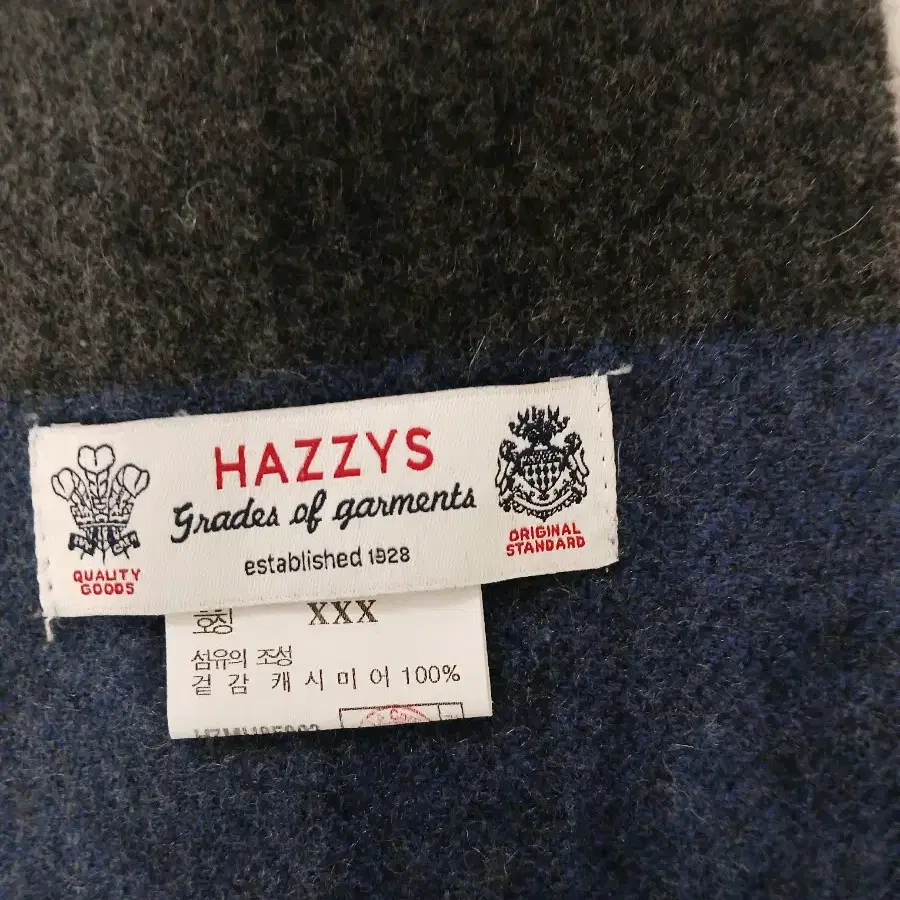 HAZZYS
Grades of garments
established 1928
QUALITY
GOODS
ORIGINAL
STANDARD
호칭 XXX
섬유의 조성
겉감 캐시미어 100%